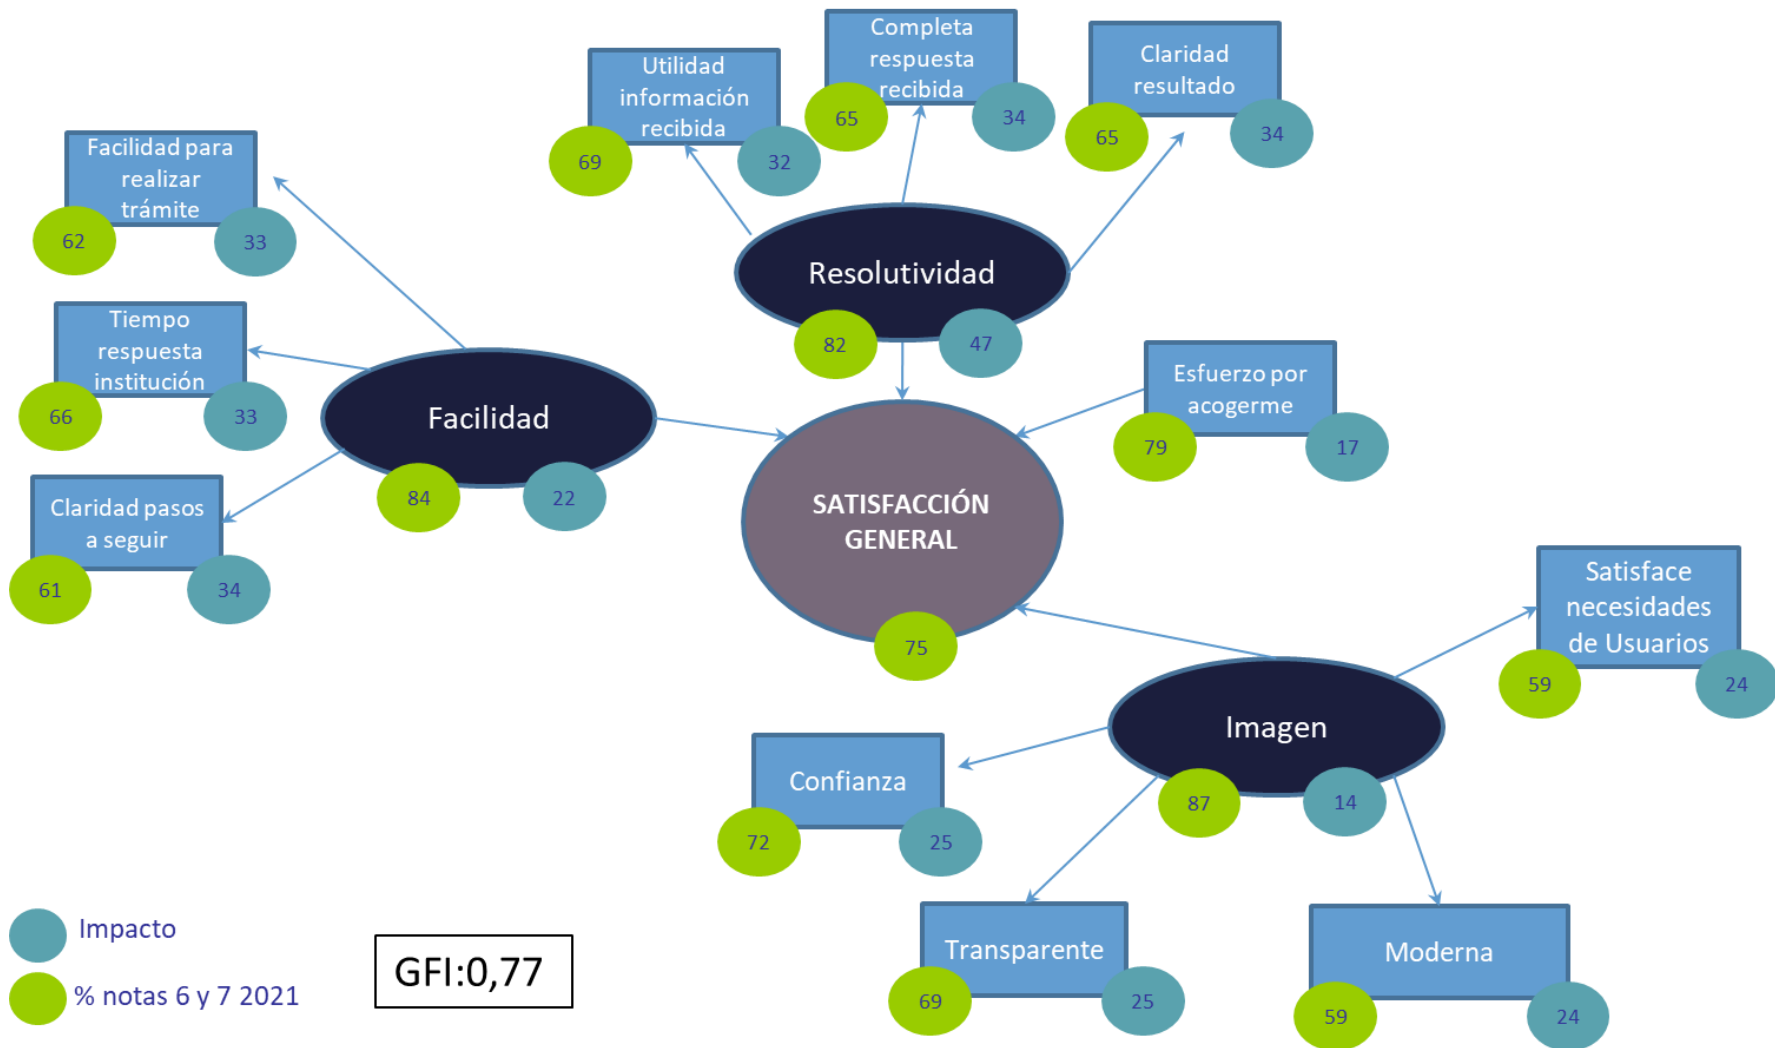 Completa
respuesta
recibida
65
34
Utilidad
información
recibida
69
32
Claridad
resultado
65
34
Facilidad para
realizar
trámite
62
33
Resolutividad
82
47
Tiempo
respuesta
institución
66
33
Facilidad
84
22
Esfuerzo por
acogerme
79
17
Claridad pasos
a seguir
61
34
SATISFACCIÓN
GENERAL
75
Satisface
necesidades
de Usuarios
59
24
Imagen
87
14
Confianza
72
25
Transparente
69
25
Moderna
59
24
Impacto
% notas 6 y 7 2021
GFI:0,77